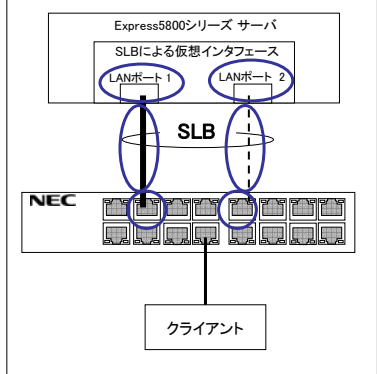 Express5800シリーズ サーバ
SLBによる仮想インタフェース
LANポート 1
LANポート 2
SLB
NEC
クライアント